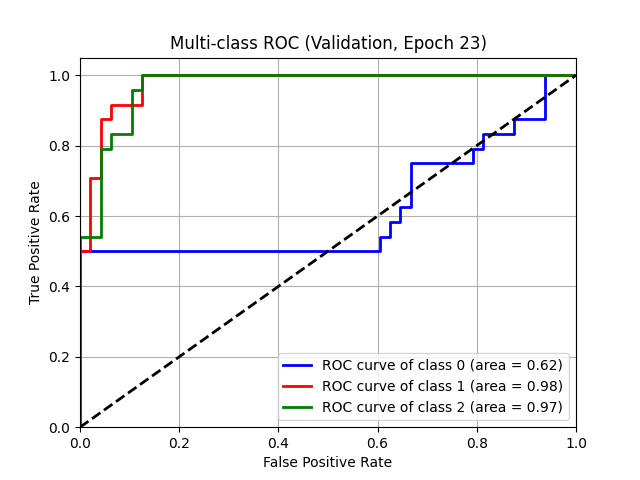 Multi-class ROC (Validation, Epoch 23)
1.0
0.8
0.6
0.4
0.2
0.0
True Positive Rate
ROC curve of class 0 (area = 0.62)
ROC curve of class 1 (area = 0.98)
ROC curve of class 2 (area = 0.97)
0.0 0.2 0.4 0.6 0.8 1.0
False Positive Rate